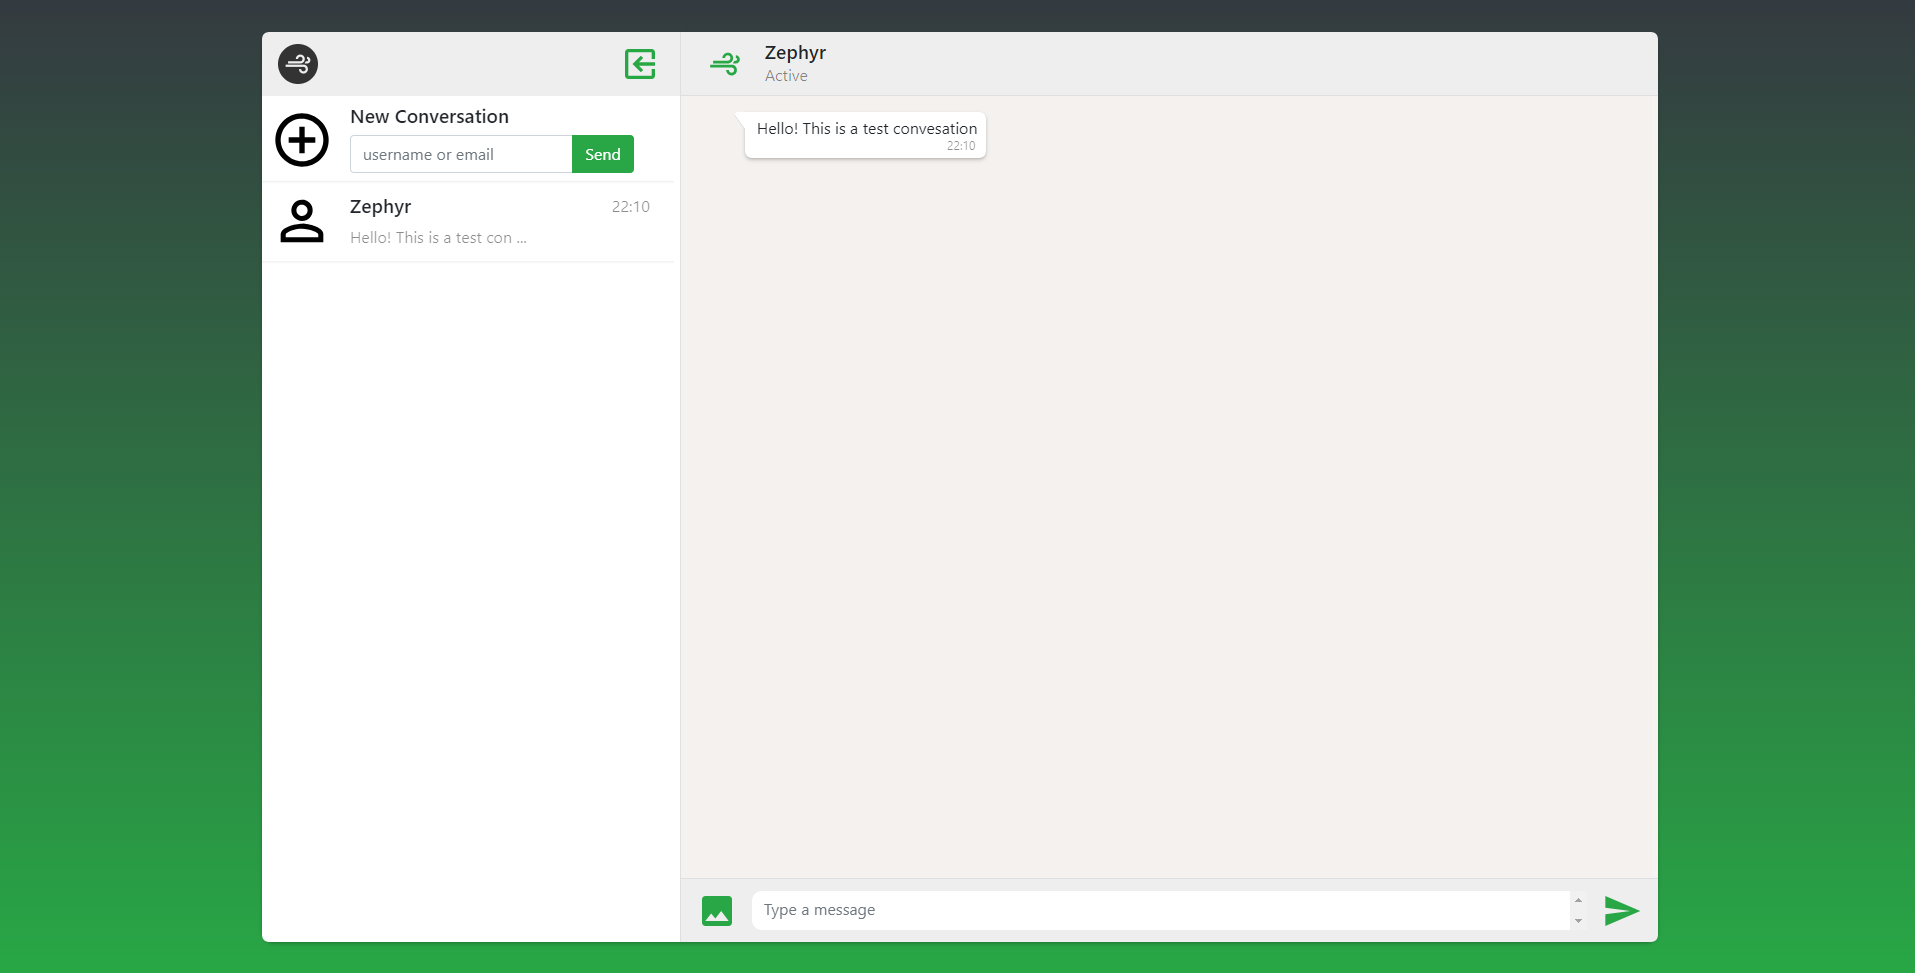 New Conversation
username or email
Send
Zephyr
22:10
Hello! This is a test con ...
Zephyr
Active
Hello! This is a test convesation
22:10
Type a message